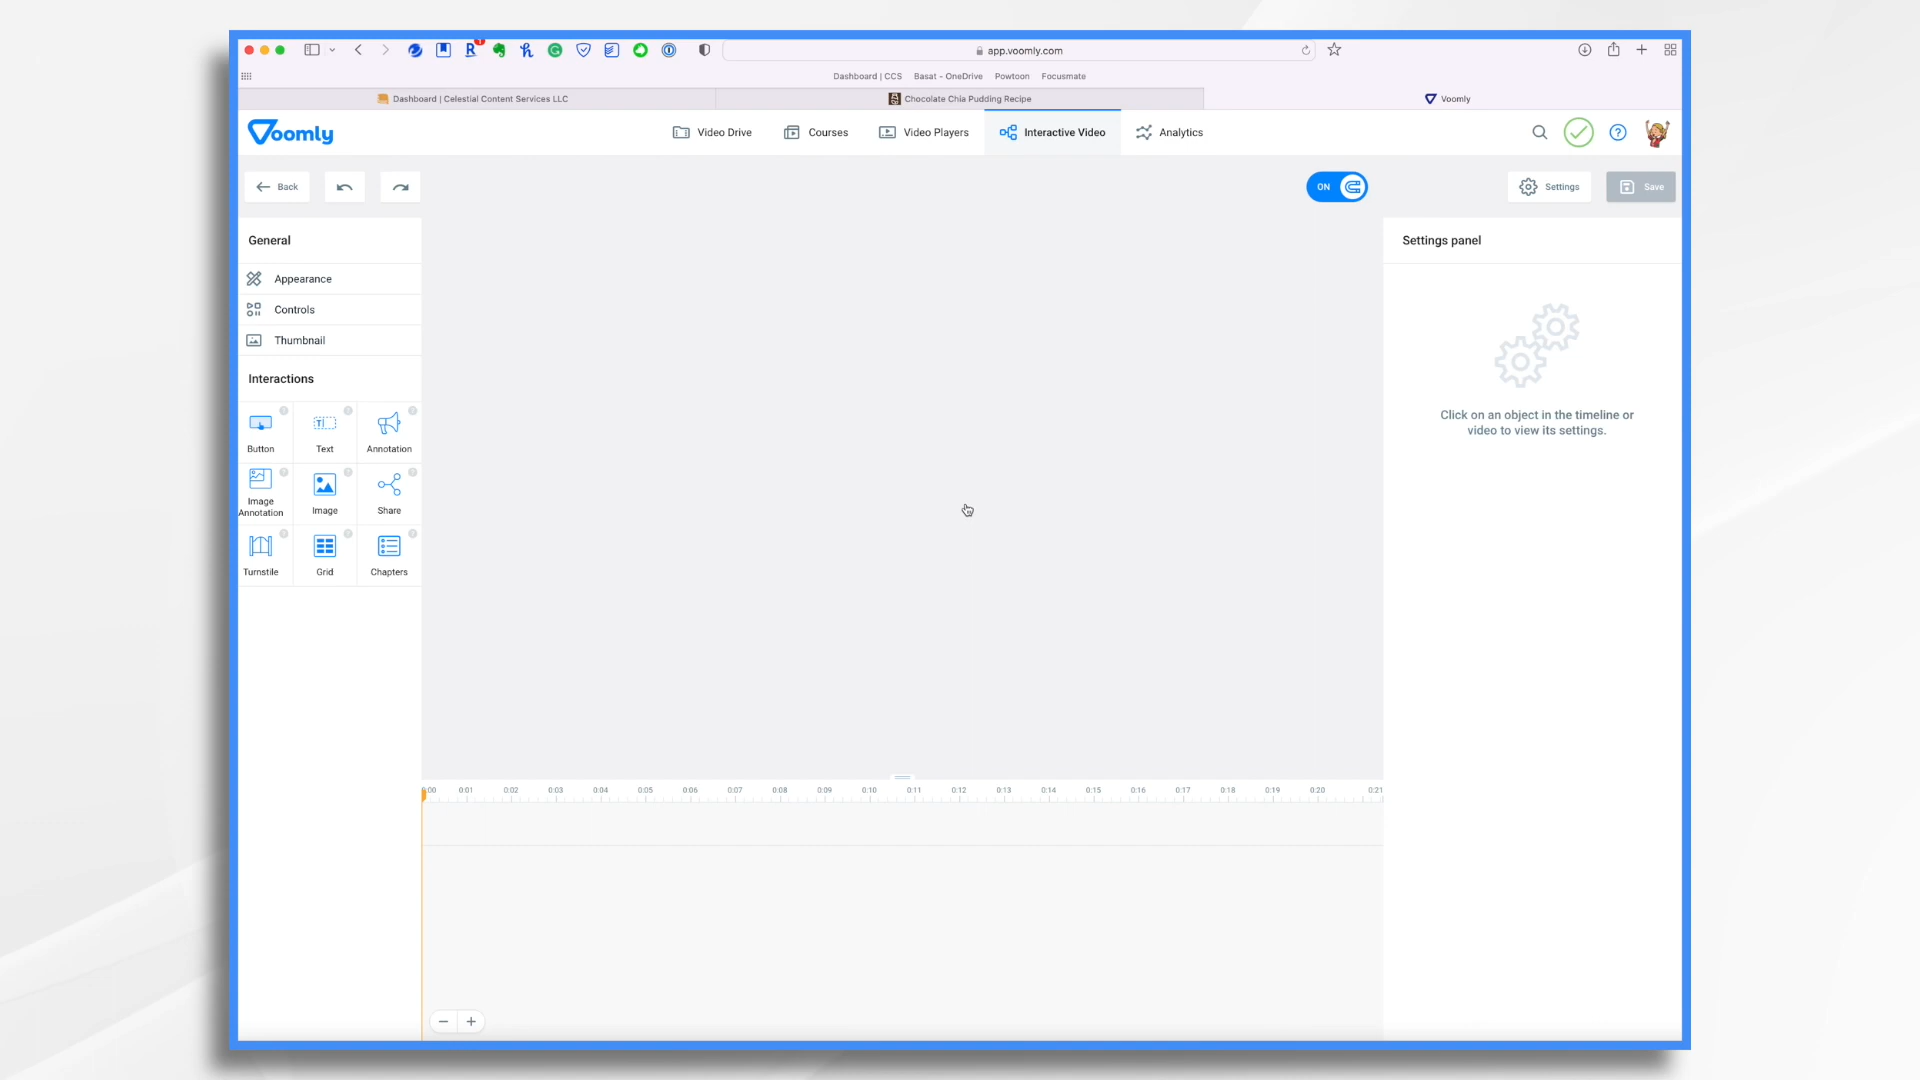 app.voomly.com
Dashboard | CCS Basat - OneDrive Powtoon Focusmate
Dashboard | Celestial Content Services LLC
Chocolate Chia Pudding Recipe
Voomly
Voomly
Video Drive
Courses
Video Players
Interactive Video
Analytics
Back
ON
Settings
Save
General
Appearance
Controls
Thumbnail
Interactions
Button
Text
Annotation
Image
Annotation
Image
Share
Turnstile
Grid
Chapters
Settings panel
Click on an object in the timeline or
video to view its settings.
0:00 0:01 0:02 0:03 0:04 0:05 0:06 0:07 0:08 0:09 0:10 0:11 0:12 0:13 0:14 0:15 0:16 0:17 0:18 0:19 0:20 0:21